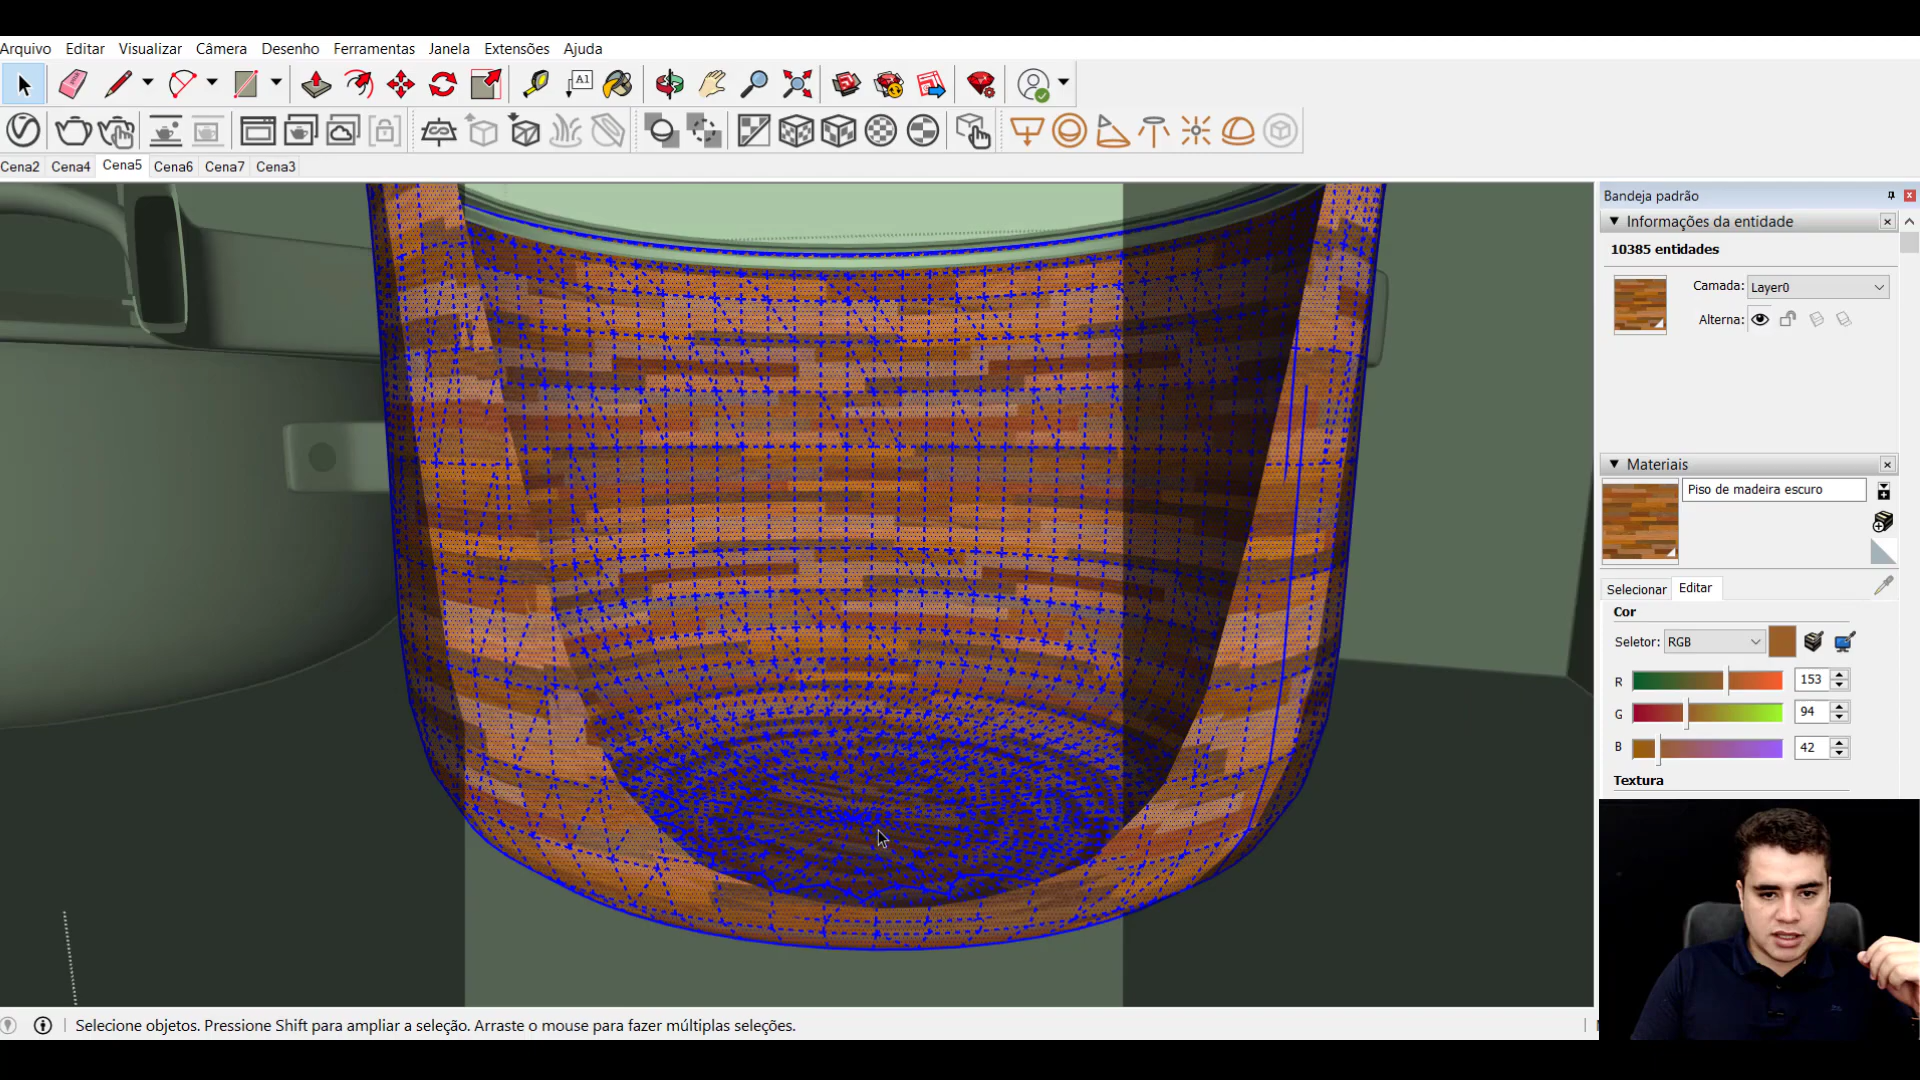 Arquivo Editar Visualizar Câmera Desenho Ferramentas Janela Extensões Ajuda
A1
Cena2 Cena4 Cena5 Cena6 Cena7 Cena3
Bandeja padrão
Informações da entidade
10385 entidades
Camada: Layer0
Alterna:
Materiais
Piso de madeira escuro
Selecionar Editar
Cor
Seletor: RGB
R 153
G 94
B 42
Textura
Selecione objetos. Pressione Shift para ampliar a seleção. Arraste o mouse para fazer múltiplas seleções.